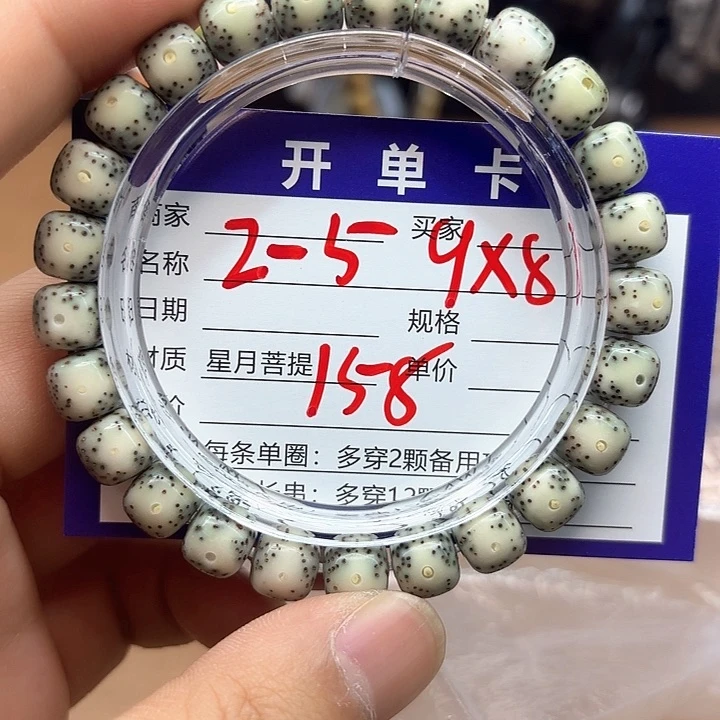 开单卡
商家 买家
名称
2-5 9X8
日期 规格
材质 星月菩提 单价
158
价
每条单圈：多穿2颗备用
长串：多穿12颗